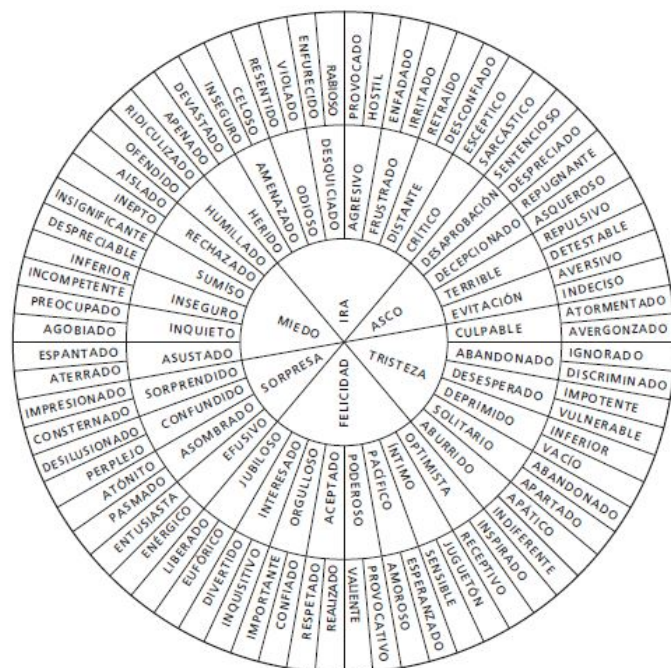 IRA
ASCO
TRISTEZA
FELICIDAD
SORPRESA
MIEDO
AGRESIVO
FRUSTRADO
DISTANTE
CRÍTICO
DESAPROBACIÓN
DECEPCIONADO
TERRIBLE
EVITACIÓN
CULPABLE
ABANDONADO
DESESPERADO
DEPRIMIDO
SOLITARIO
ABURRIDO
OPTIMISTA
ÍNTIMO
PACÍFICO
PODEROSO
ACEPTADO
ORGULLOSO
INTERESADO
JUBILOSO
EFUSIVO
ASOMBRADO
CONFUNDIDO
SORPRENDIDO
ASUSTADO
INQUIETO
INSEGURO
SUMISO
RECHAZADO
HUMILLADO
HERIDO
AMENAZADO
ODIOSO
DESQUICIADO
PROVOCADO
HOSTIL
ENFADADO
IRRITADO
RETRAÍDO
DESCONFIADO
ESCÉPTICO
SARCÁSTICO
SENTENCIOSO
DESPRECIADO
REPUGNANTE
ASQUEROSO
REPULSIVO
DETESTABLE
AVERSIVO
INDECISO
ATORMENTADO
AVERGONZADO
IGNORADO
DISCRIMINADO
IMPOTENTE
VULNERABLE
INFERIOR
VACÍO
ABANDONADO
APARTADO
APÁTICO
INDIFERENTE
INSPIRADO
RECEPTIVO
JUGUETÓN
SENSIBLE
ESPERANZADO
AMOROSO
PROVOCATIVO
VALIENTE
REALIZADO
RESPETADO
CONFIADO
IMPORTANTE
INQUISITIVO
DIVERTIDO
EUFÓRICO
LIBERADO
ENÉRGICO
ENTUSIASTA
PASMADO
ATÓNITO
PERPLEJO
DESILUSIONADO
CONSTERNADO
IMPRESIONADO
ATERRADO
ESPANTADO
AGOBIADO
PREOCUPADO
INCOMPETENTE
INFERIOR
DESPRECIABLE
INSIGNIFICANTE
INEPTO
AISLADO
OFENDIDO
RIDICULIZADO
APENADO
DEVASTADO
INSEGURO
CELOSO
RESENTIDO
VIOLADO
ENFURECIDO
RABIOSO